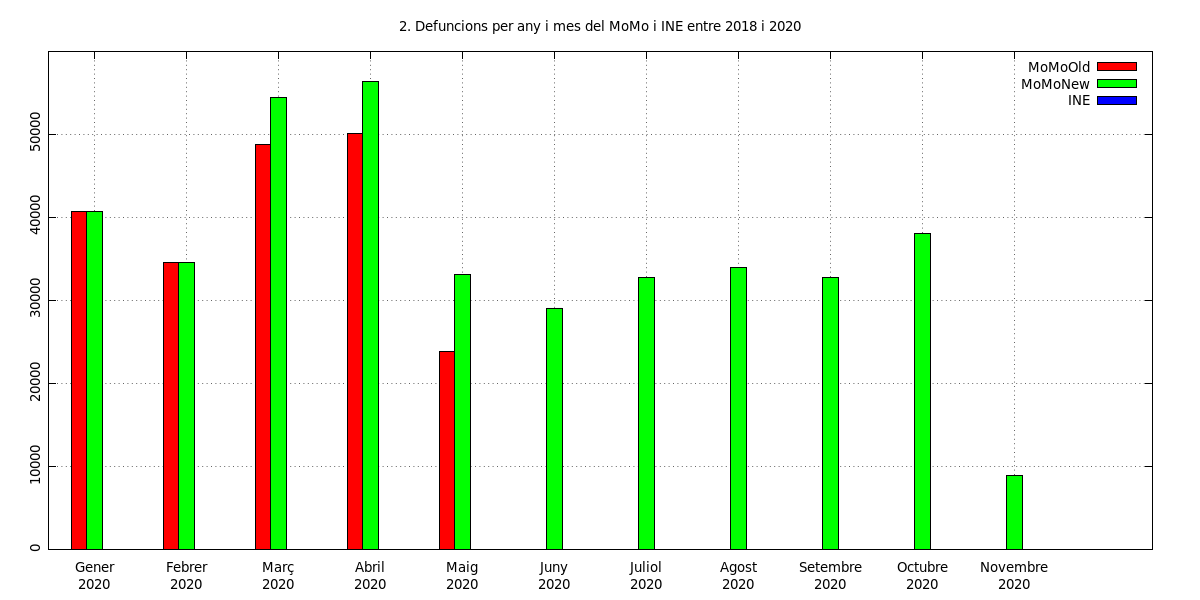 2. Defuncions per any i mes del MoMo i INE entre 2018 i 2020
MoMoOld
MoMoNew
INE
50000
40000
30000
20000
10000
0
Gener Febrer Març Abril Maig Juny Juliol Agost Setembre Octubre Novembre
2020 2020 2020 2020 2020 2020 2020 2020 2020 2020 2020